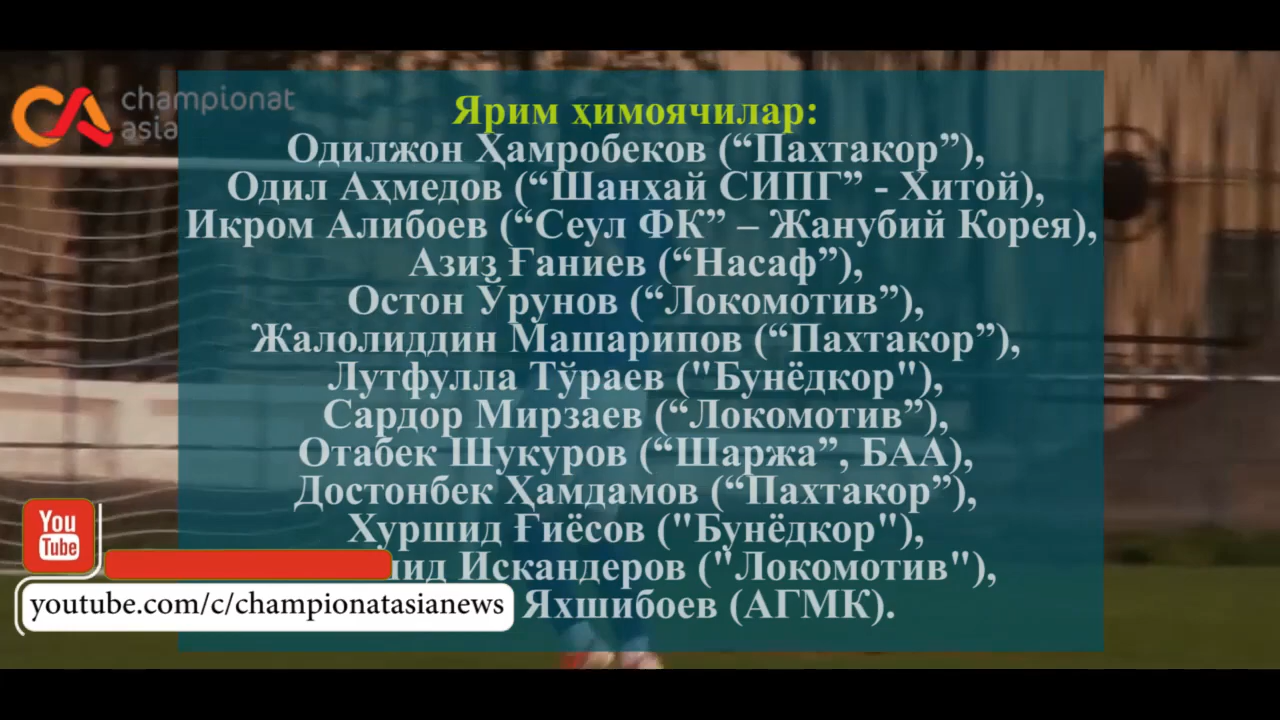 championat
asia
Ярим ҳимоячилар:
Одилжон Ҳамробеков (“Пахтакор”),
Одил Аҳмедов (“Шанхай СИПГ” - Хитой),
Икром Алибоев (“Сеул ФК” – Жанубий Корея),
Азиз Ғаниев (“Насаф”),
Остон Ўрунов (“Локомотив”),
Жалолиддин Машарипов (“Пахтакор”),
Лутфулла Тўраев ("Бунёдкор"),
Сардор Мирзаев (“Локомотив”),
Отабек Шукуров (“Шаржа”, БАА),
Достонбек Ҳамдамов (“Пахтакор”),
Хуршид Ғиёсов ("Бунёдкор"),
Искандеров ("Локомотив"),
Яхшибоев (АГМК).
You
Tube
youtube.com/c/championatasianews